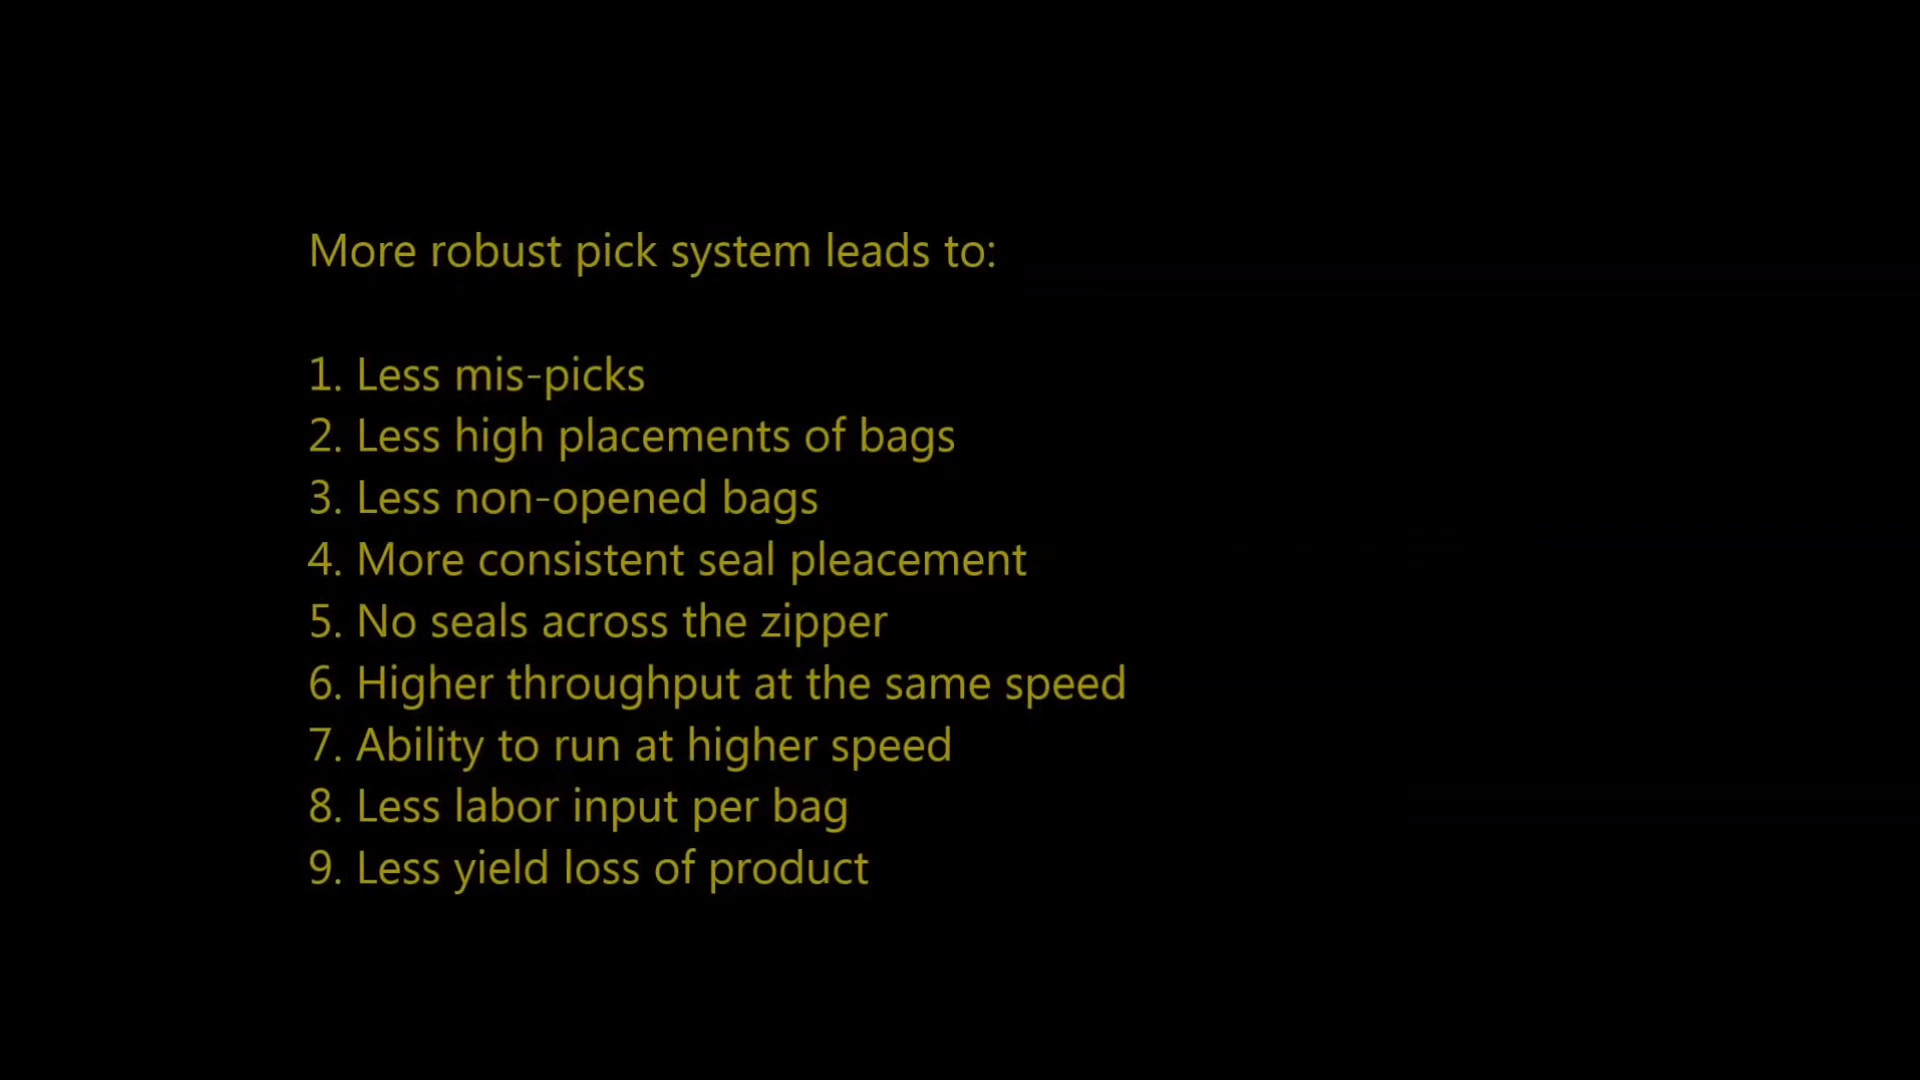 More robust pick system leads to:
1. Less mis-picks
2. Less high placements of bags
3. Less non-opened bags
4. More consistent seal pleacement
5. No seals across the zipper
6. Higher throughput at the same speed
7. Ability to run at higher speed
8. Less labor input per bag
9. Less yield loss of product